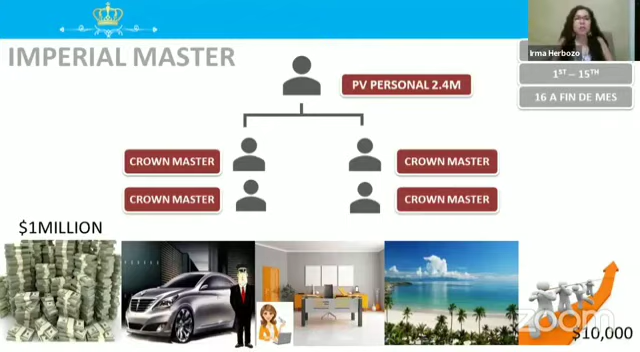 IMPERIAL MASTER
Irma Herbozo
PV PERSONAL 2.4M
1ST – 15TH
16 A FIN DE MES
CROWN MASTER
CROWN MASTER
CROWN MASTER
CROWN MASTER
$1MILLION
zoom
$10,000